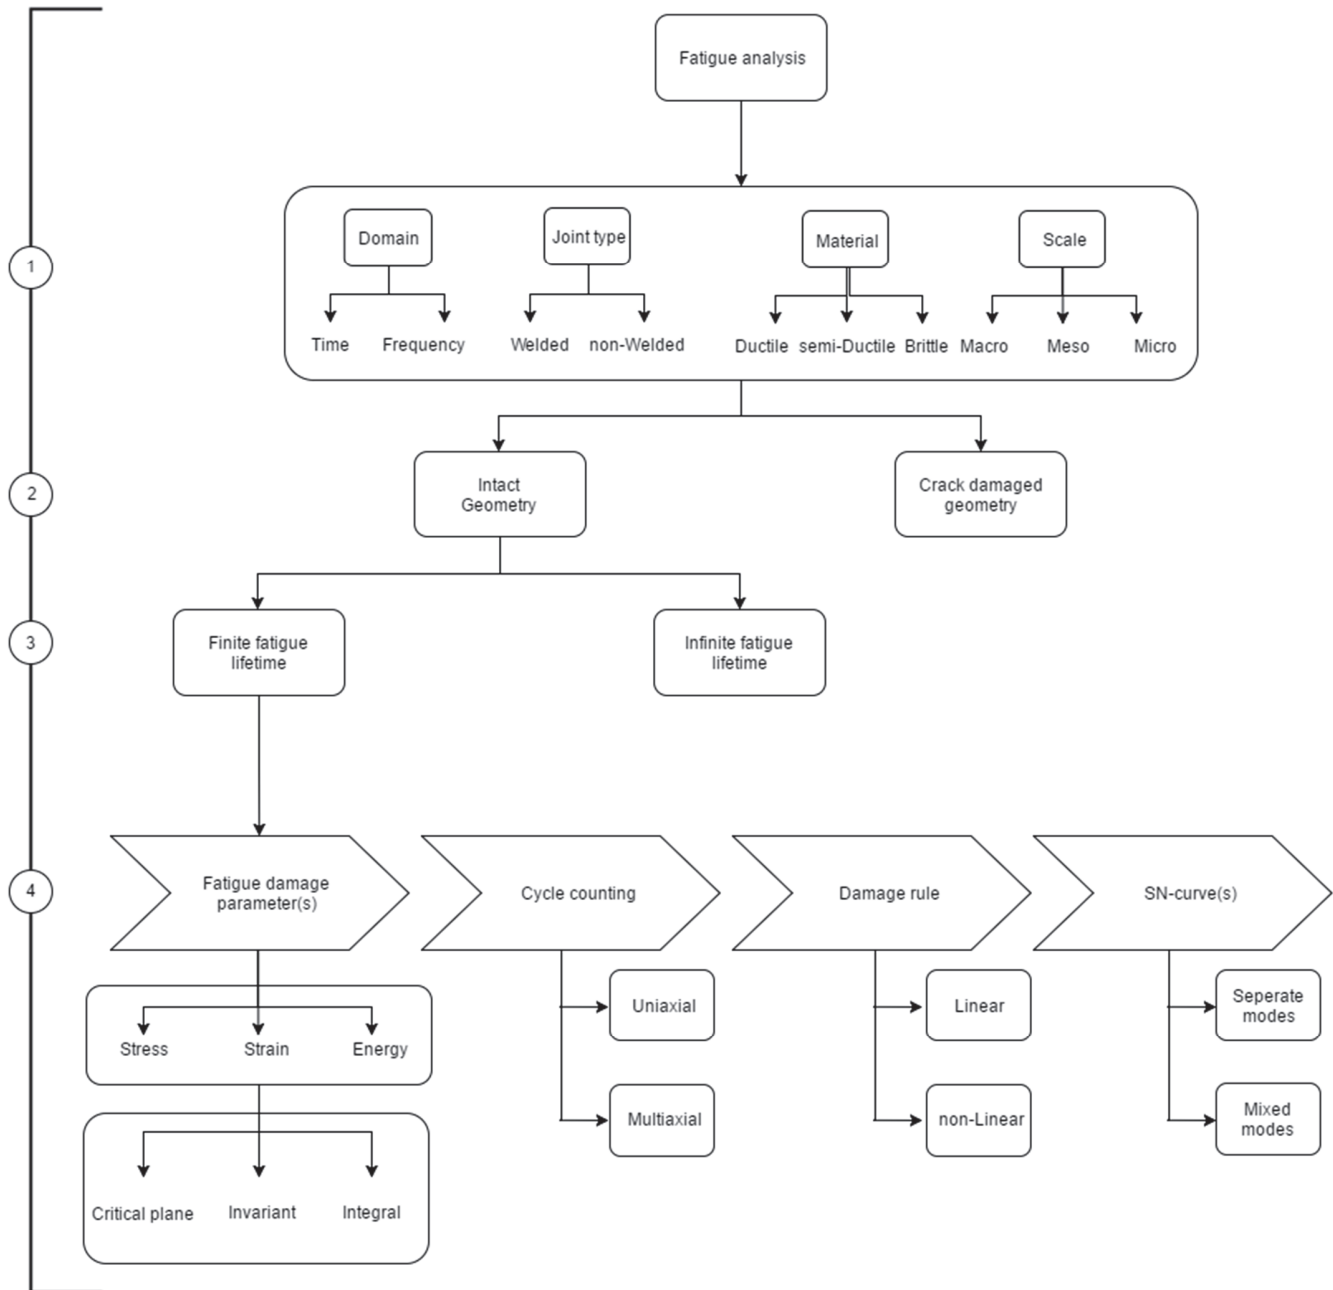 Fatigue analysis
Domain
Joint type
Material
Scale
1
Time
Frequency
Welded
non-Welded
Ductile
semi-Ductile
Brittle
Macro
Meso
Micro
2
Intact
Geometry
Crack damaged
geometry
3
Finite fatigue
lifetime
Infinite fatigue
lifetime
4
Fatigue damage
parameter(s)
Cycle counting
Damage rule
SN-curve(s)
Stress
Strain
Energy
Uniaxial
Linear
Seperate
modes
Critical plane
Invariant
Integral
Multiaxial
non-Linear
Mixed
modes